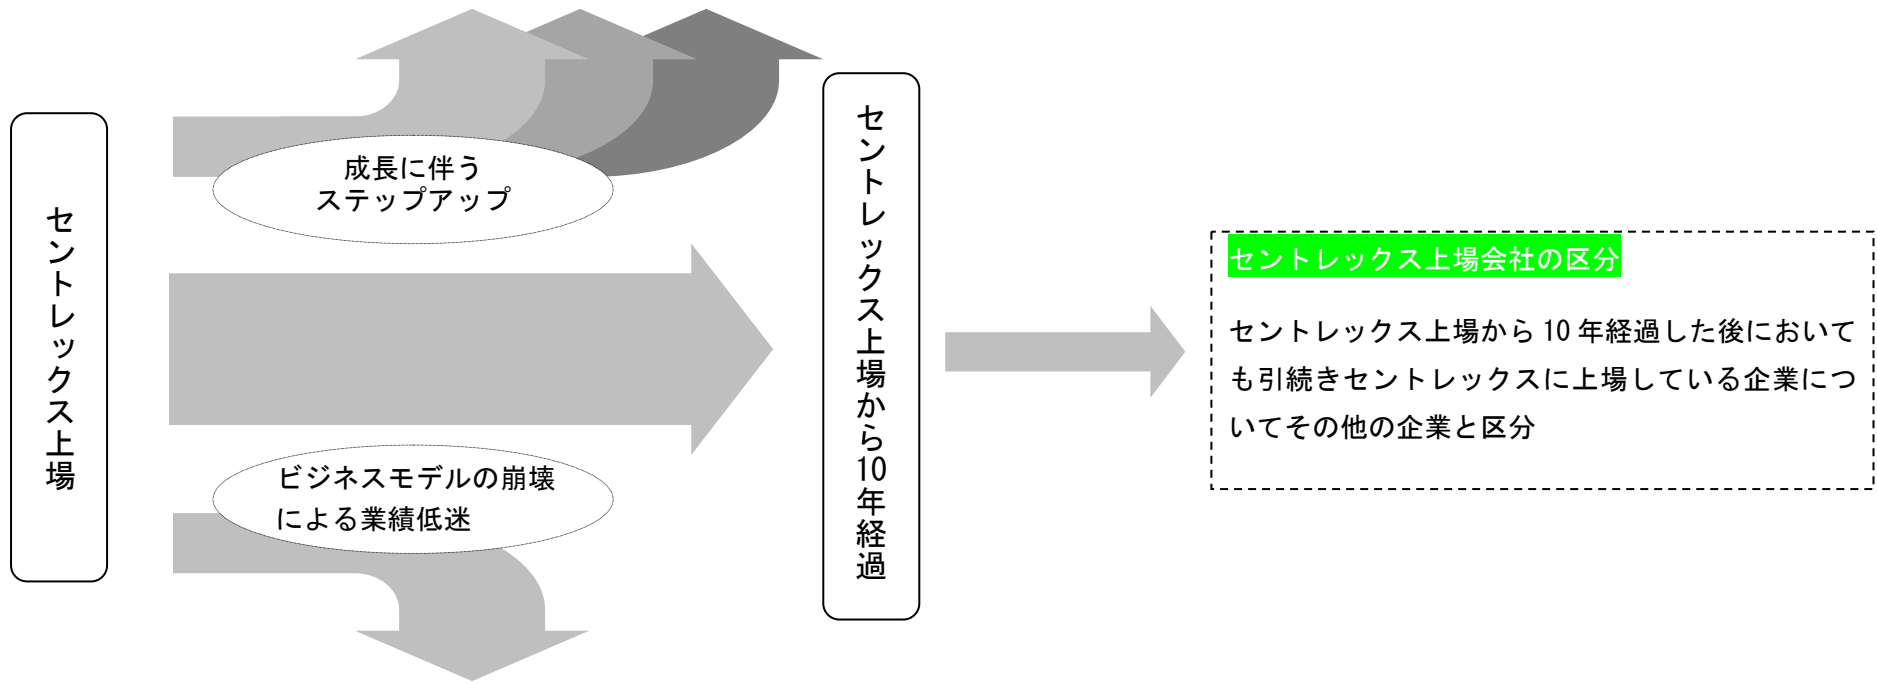 セントレックス上場
成長に伴う
ステップアップ
ビジネスモデルの崩壊
による業績低迷
セントレックス上場から10年経過
セントレックス上場会社の区分
セントレックス上場から 10 年経過した後において
も引続きセントレックスに上場している企業につ
いてその他の企業と区分